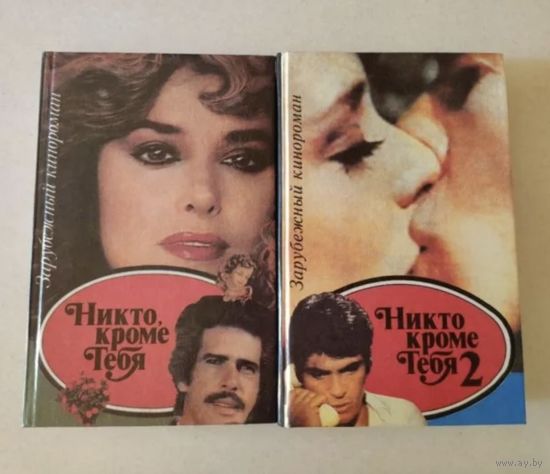 Зарубежный кинороман
Никто,
кроме
Тебя
Зарубежный кинороман
Никто
кроме
Тебя 2
www.ay.by